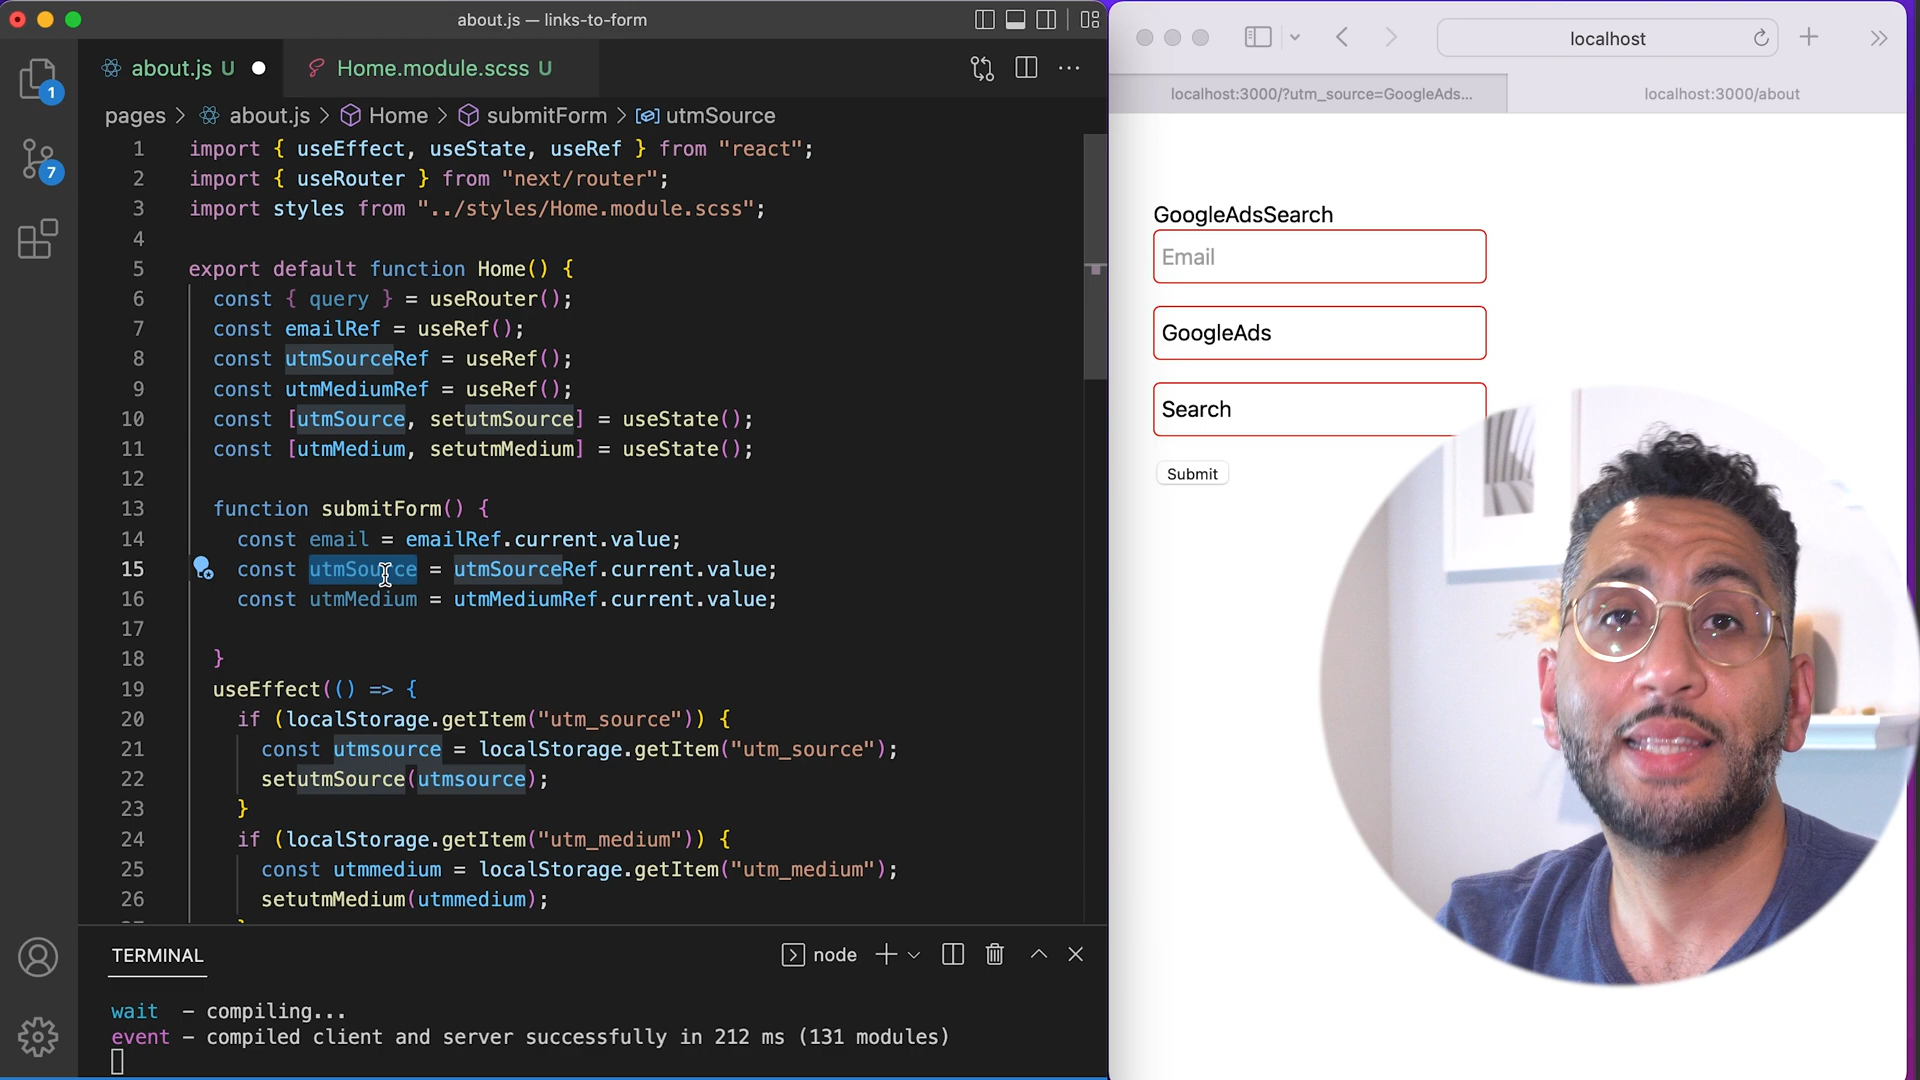 about.js — links-to-form
about.js U
Home.module.scss U
pages > about.js > Home > submitForm > utmSource
1 import { useEffect, useState, useRef } from "react";
2 import { useRouter } from "next/router";
3 import styles from "../styles/Home.module.scss";
4
5 export default function Home() {
6 const { query } = useRouter();
7 const emailRef = useRef();
8 const utmSourceRef = useRef();
9 const utmMediumRef = useRef();
10 const [utmSource, setutmSource] = useState();
11 const [utmMedium, setutmMedium] = useState();
12
13 function submitForm() {
14 const email = emailRef.current.value;
15 const utmSource = utmSourceRef.current.value;
16 const utmMedium = utmMediumRef.current.value;
17
18 }
19 useEffect(() => {
20 if (localStorage.getItem("utm_source")) {
21 const utmsource = localStorage.getItem("utm_source");
22 setutmSource(utmsource);
23 }
24 if (localStorage.getItem("utm_medium")) {
25 const utmmedium = localStorage.getItem("utm_medium");
26 setutmMedium(utmmedium);
1
7
TERMINAL
node
wait - compiling...
event - compiled client and server successfully in 212 ms (131 modules)
localhost
localhost:3000/?utm_source=GoogleAds...
localhost:3000/about
GoogleAdsSearch
Email
GoogleAds
Search
Submit